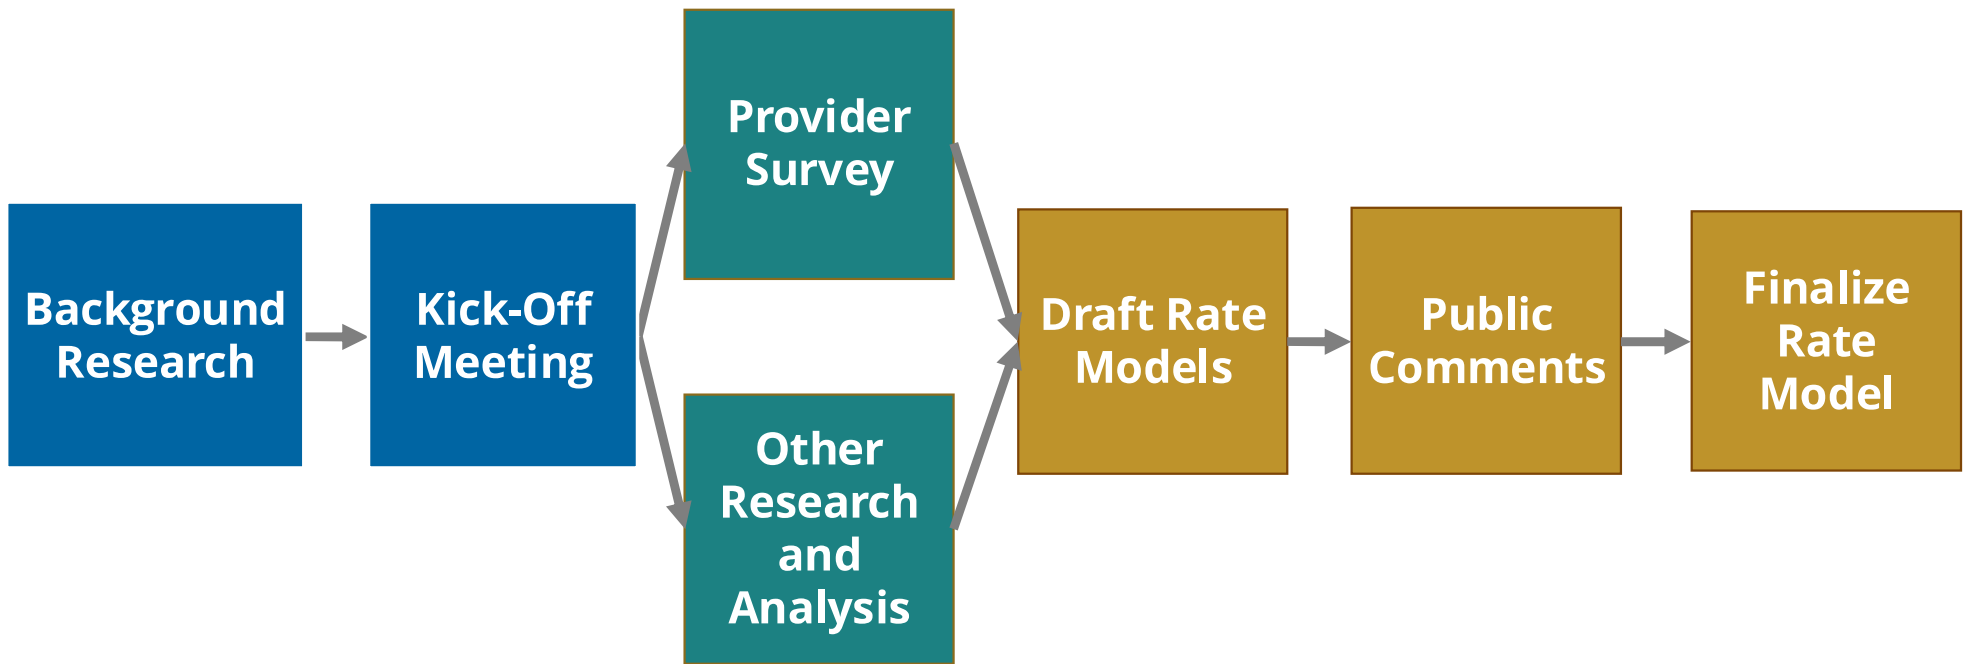 Background
Research
Kick-Off
Meeting
Provider
Survey
Other
Research
and
Analysis
Draft Rate
Models
Public
Comments
Finalize
Rate
Model